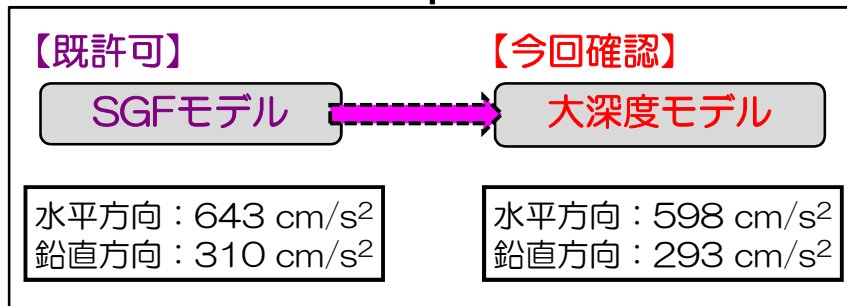 【既許可】
【今回確認】
SGFモデル
大深度モデル
水平方向：643 cm/s²
鉛直方向：310 cm/s²
水平方向：598 cm/s²
鉛直方向：293 cm/s²